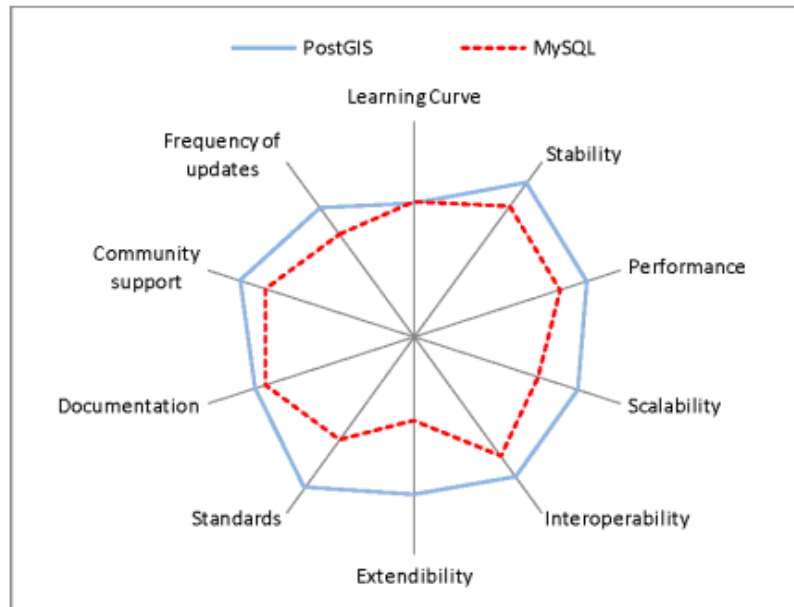 PostGIS
MySQL
Learning Curve
Frequency of
updates
Stability
Community
support
Performance
Documentation
Scalability
Standards
Interoperability
Extendibility